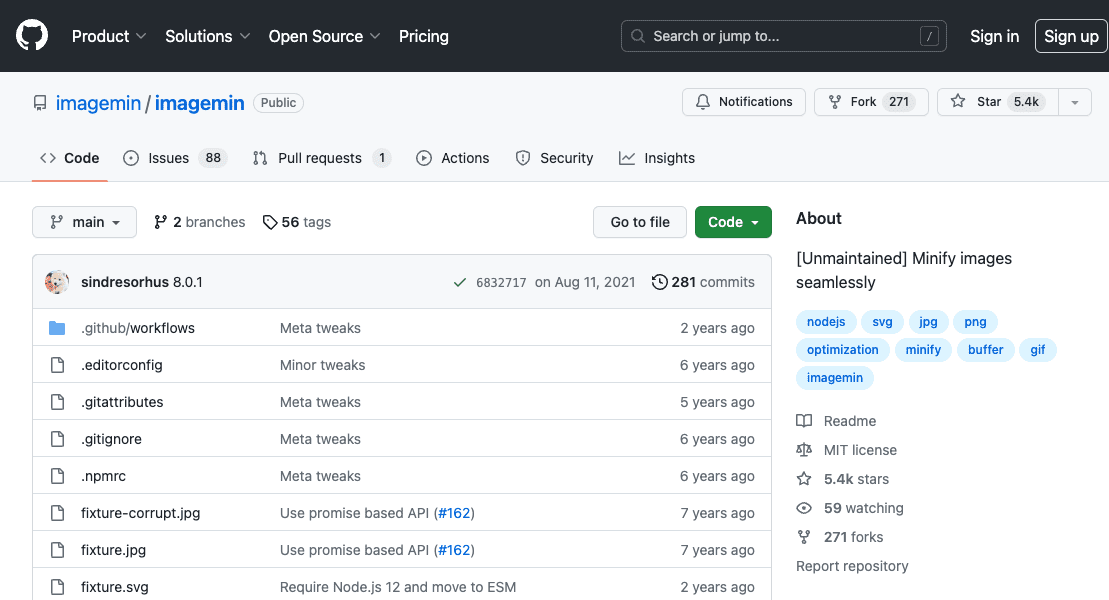 Product Solutions Open Source Pricing Search or jump to... / Sign in Sign up
imagemin / imagemin Public Notifications Fork 271 Star 5.4k
Code Issues 88 Pull requests 1 Actions Security Insights
main 2 branches 56 tags Go to file Code
sindresorhus 8.0.1 6832717 on Aug 11, 2021 281 commits
.github/workflows Meta tweaks 2 years ago
.editorconfig Minor tweaks 6 years ago
.gitattributes Meta tweaks 5 years ago
.gitignore Meta tweaks 6 years ago
.npmrc Meta tweaks 6 years ago
fixture-corrupt.jpg Use promise based API (#162) 7 years ago
fixture.jpg Use promise based API (#162) 7 years ago
fixture.svg Require Node.js 12 and move to ESM 2 years ago
About
[Unmaintained] Minify images
seamlessly
nodejs svg jpg png
optimization minify buffer gif
imagemin
Readme
MIT license
5.4k stars
59 watching
271 forks
Report repository